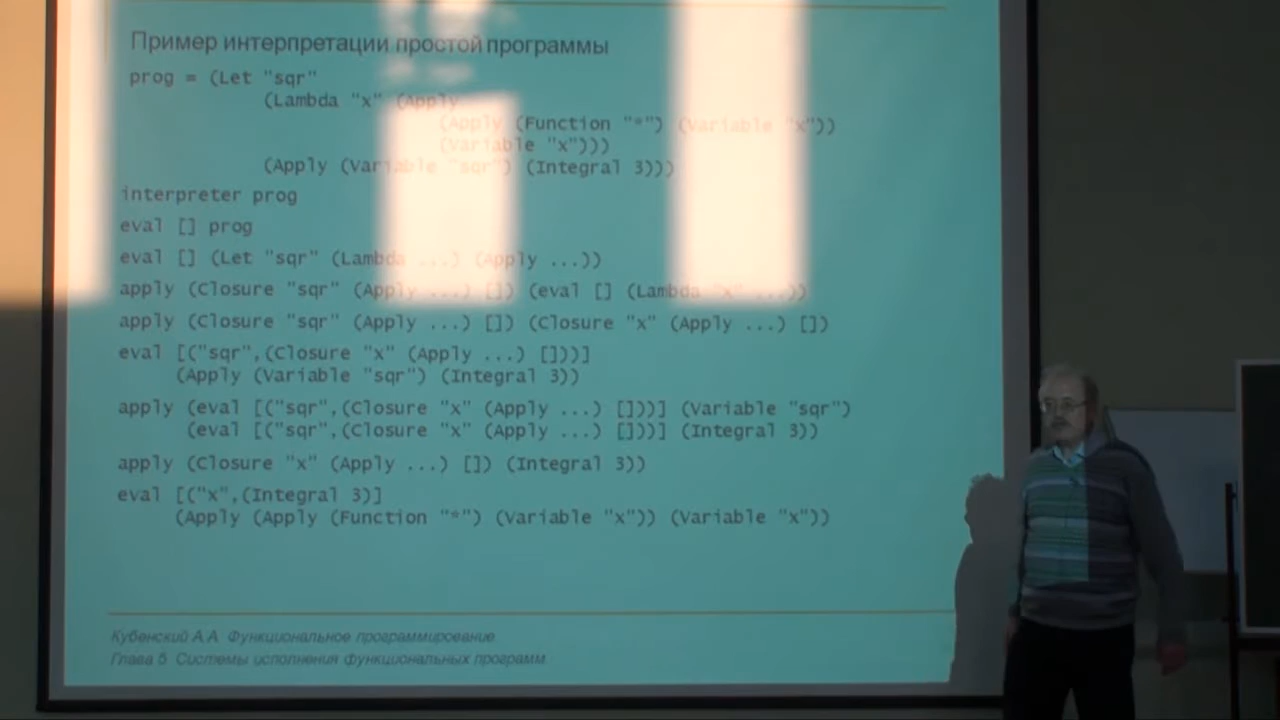 Пример интерпретации простой программы
prog = (Let "sqr"
(Lambda "x" (Apply
(Apply (Function "*") (Variable "x"))
(Variable "x")))
(Apply (Variable "sqr") (Integral 3)))
interpreter prog
eval [] prog
eval [] (Let "sqr" (Lambda ...) (Apply ...))
apply (Closure "sqr" (Apply ...) []) (eval [] (Lambda "x" ...))
apply (Closure "sqr" (Apply ...) []) (Closure "x" (Apply ...) [])
eval [("sqr",(Closure "x" (Apply ...) []))]
(Apply (Variable "sqr") (Integral 3))
apply (eval [("sqr",(Closure "x" (Apply ...) []))] (Variable "sqr")
(eval [("sqr",(Closure "x" (Apply ...) []))] (Integral 3))
apply (Closure "x" (Apply ...) []) (Integral 3))
eval [("x",(Integral 3)]
(Apply (Apply (Function "*") (Variable "x")) (Variable "x"))
Кубенский А.А. Функциональное программирование
Глава 5. Системы исполнения функциональных программ.